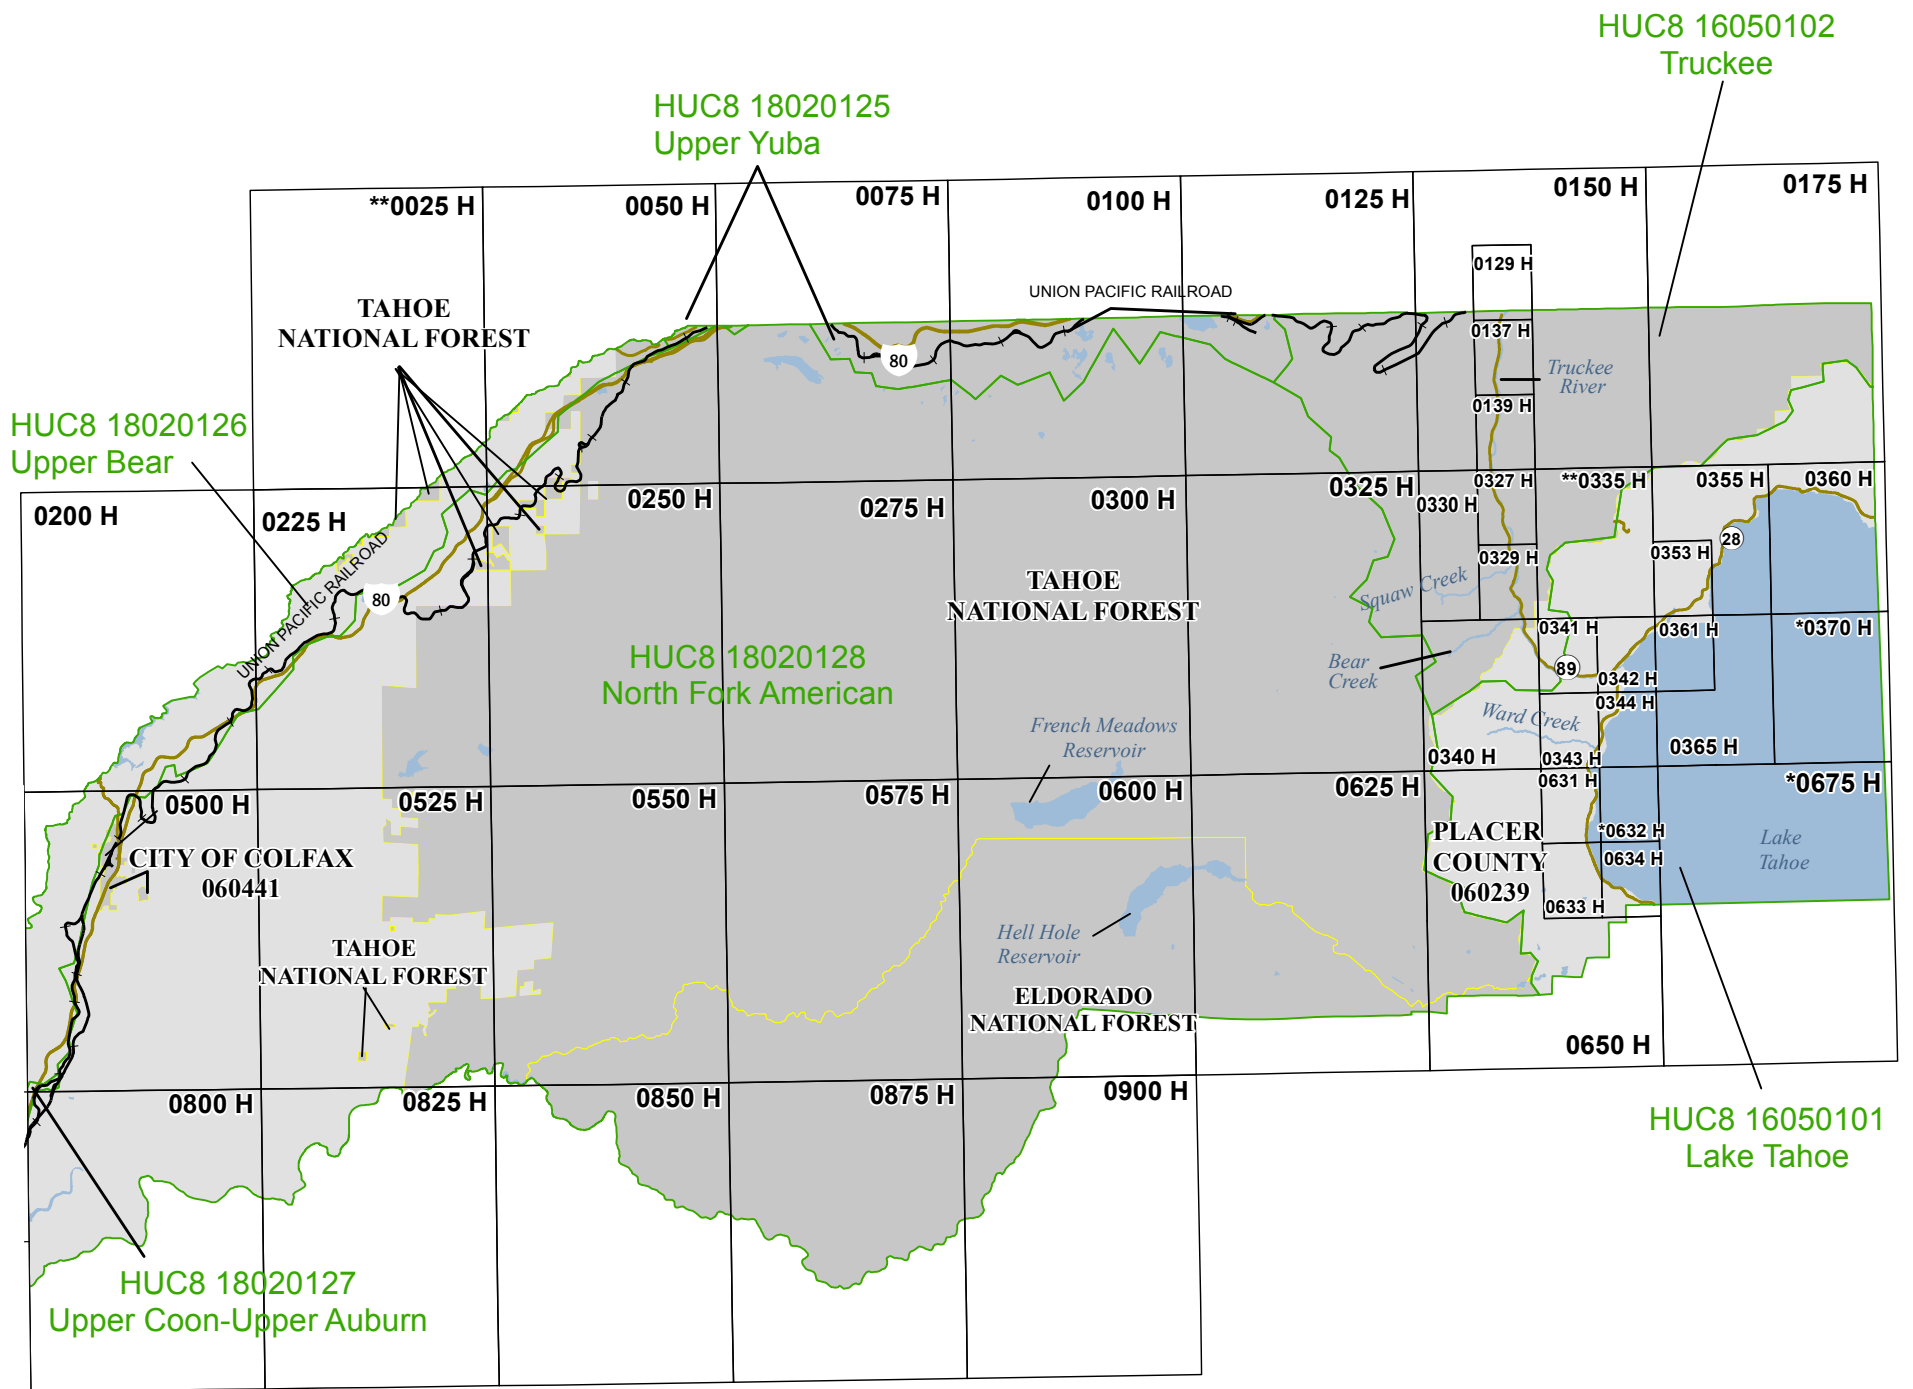 HUC8 16050102
Truckee
HUC8 18020125
Upper Yuba
**0025 H
0050 H
0075 H
0100 H
0125 H
0150 H
0175 H
0129 H
UNION PACIFIC RAILROAD
TAHOE
NATIONAL FOREST
0137 H
80
Truckee
River
0139 H
HUC8 18020126
Upper Bear
0200 H
0225 H
0250 H
0275 H
0300 H
0325 H
0330 H
0327 H
**0335 H
0355 H
0360 H
28
0353 H
0329 H
UNION PACIFIC RAILROAD
80
TAHOE
NATIONAL FOREST
Squaw Creek
0341 H
0361 H
*0370 H
HUC8 18020128
North Fork American
Bear
Creek
89
0342 H
0344 H
Ward Creek
French Meadows
Reservoir
0340 H
0343 H
0365 H
0631 H
*0675 H
0500 H
0525 H
0550 H
0575 H
0600 H
0625 H
PLACER
COUNTY
060239
*0632 H
0634 H
Lake
Tahoe
CITY OF COLFAX
060441
0633 H
Hell Hole
Reservoir
TAHOE
NATIONAL FOREST
ELDORADO
NATIONAL FOREST
0650 H
0800 H
0825 H
0850 H
0875 H
0900 H
HUC8 16050101
Lake Tahoe
HUC8 18020127
Upper Coon-Upper Auburn